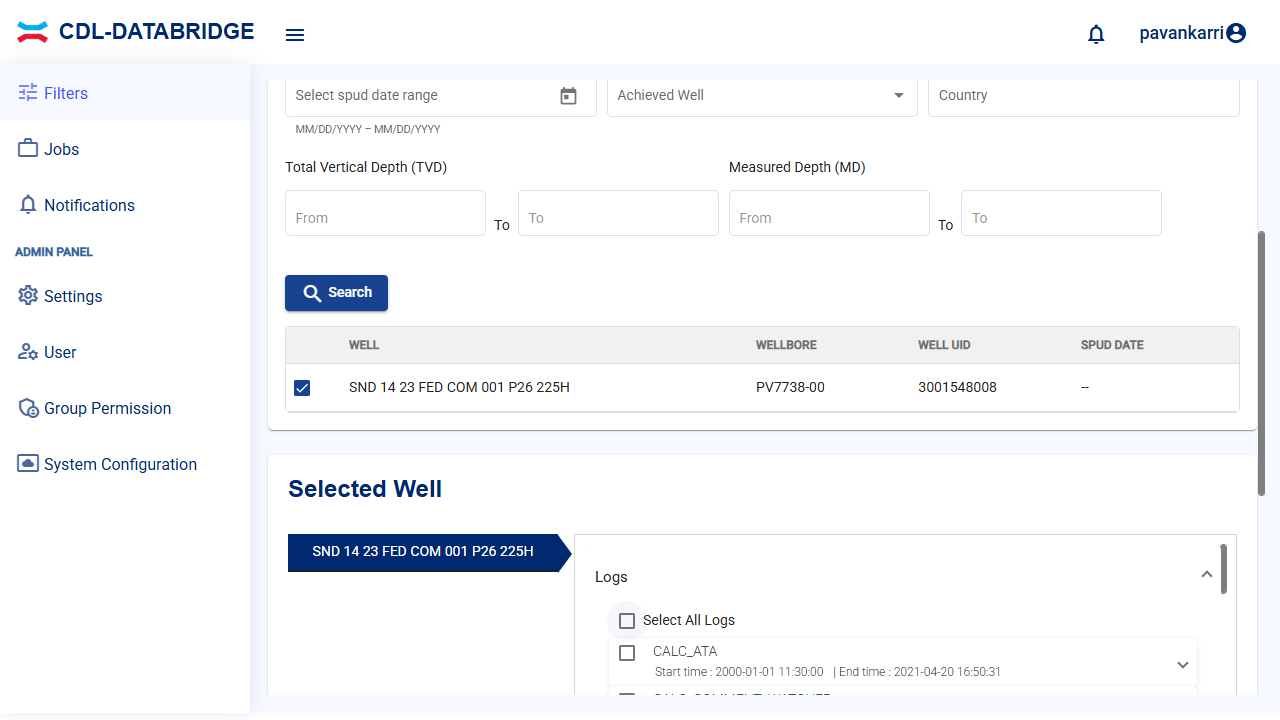 CDL-DATABRIDGE
pavankarri
Filters
Jobs
Notifications
ADMIN PANEL
Settings
User
Group Permission
System Configuration
Select spud date range
Achieved Well
Country
MM/DD/YYYY – MM/DD/YYYY
Total Vertical Depth (TVD)
Measured Depth (MD)
From
To
To
From
To
To
Search
WELL WELLBORE WELL UID SPUD DATE
SND 14 23 FED COM 001 P26 225H PV7738-00 3001548008 --
Selected Well
SND 14 23 FED COM 001 P26 225H
Logs
Select All Logs
CALC_ATA
Start time : 2000-01-01 11:30:00 | End time : 2021-04-20 16:50:31